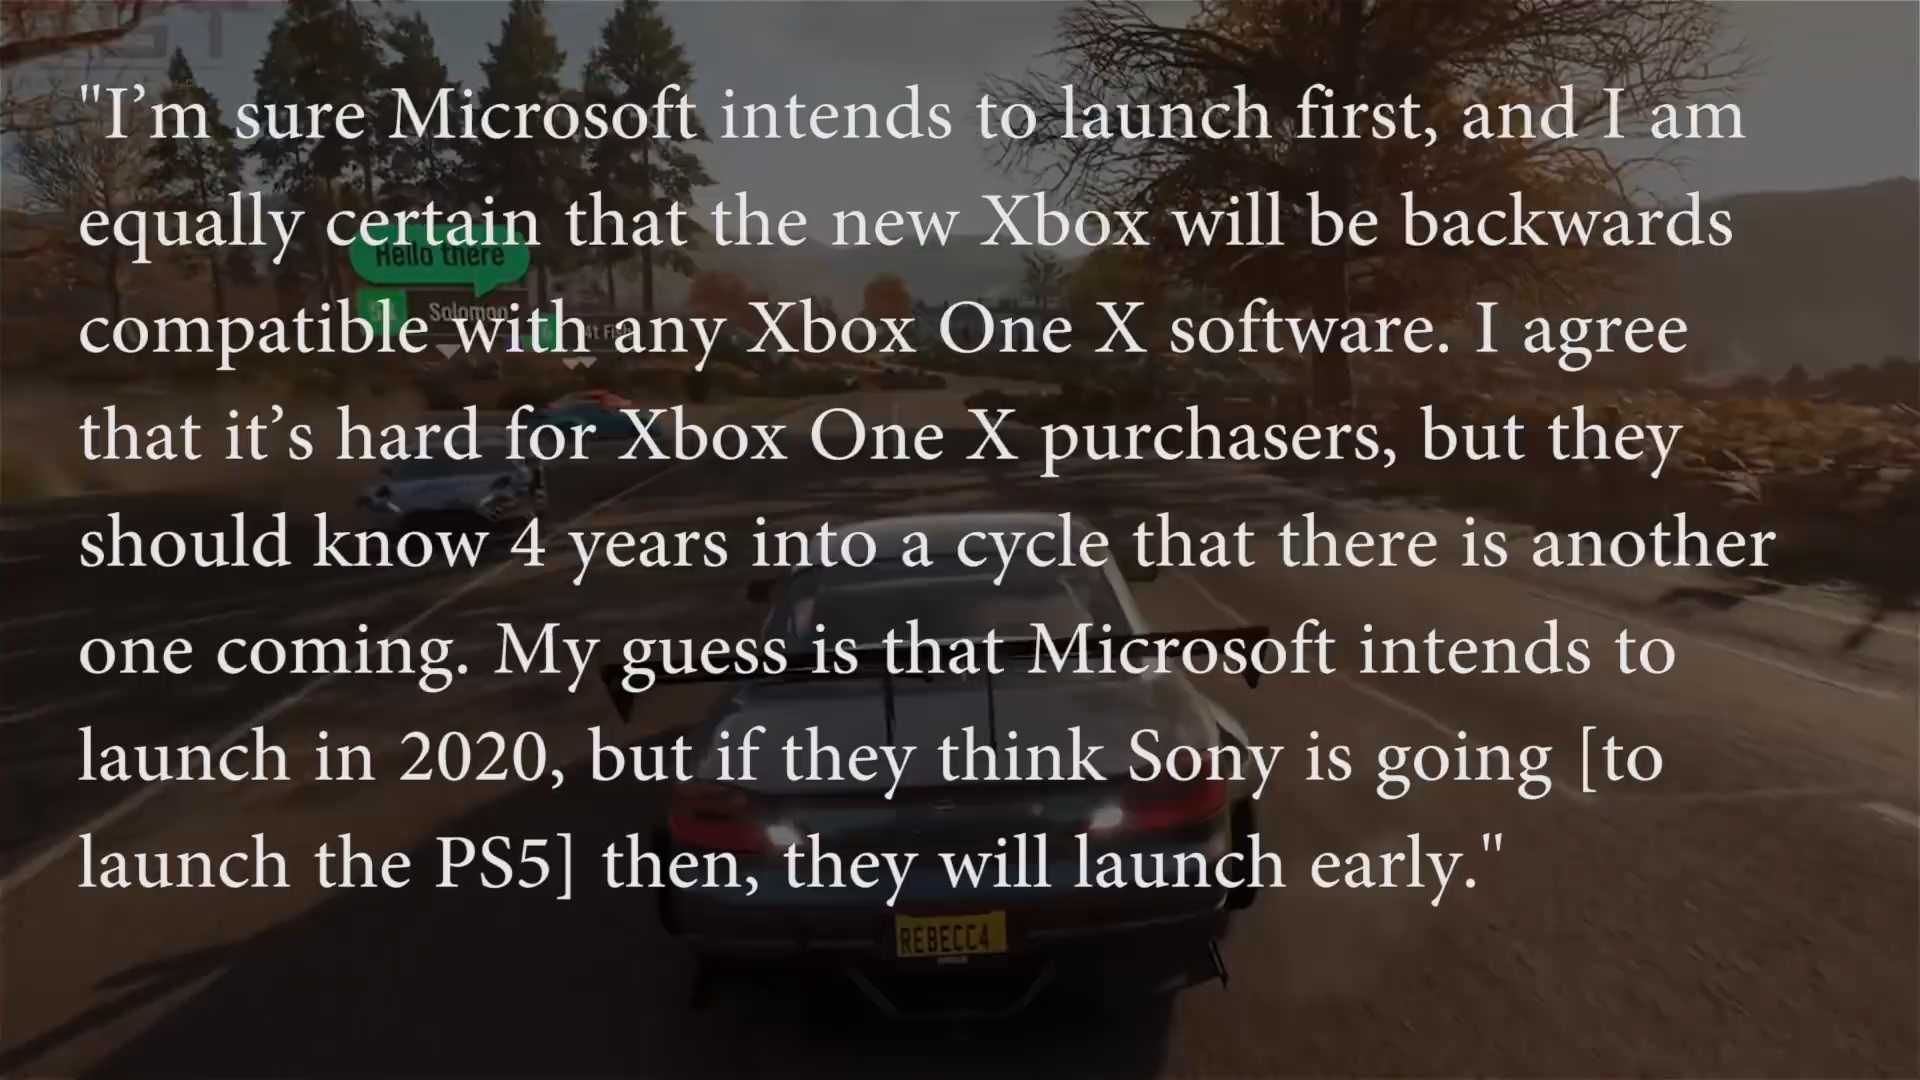 "I’m sure Microsoft intends to launch first, and I am
equally certain that the new Xbox will be backwards
compatible with any Xbox One X software. I agree
that it’s hard for Xbox One X purchasers, but they
should know 4 years into a cycle that there is another
one coming. My guess is that Microsoft intends to
launch in 2020, but if they think Sony is going [to
launch the PS5] then, they will launch early."
Hello there
Solomon
REBECC4